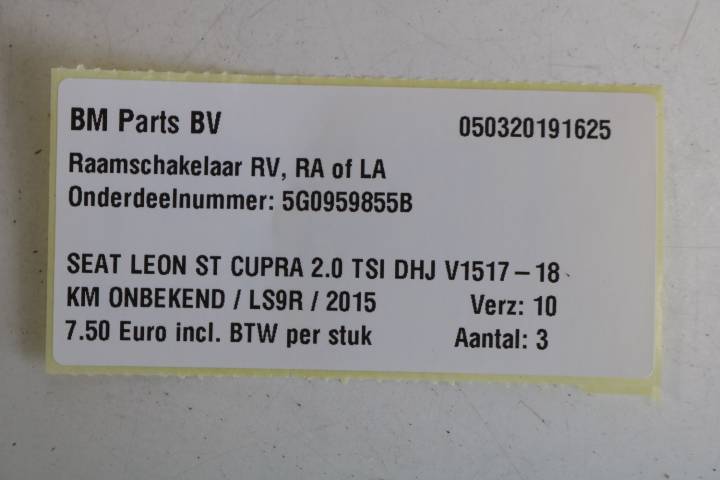 BM Parts BV 050320191625
Raamschakelaar RV, RA of LA
Onderdeelnummer: 5G0959855B
SEAT LEON ST CUPRA 2.0 TSI DHJ V1517-18
KM ONBEKEND / LS9R / 2015 Verz: 10
7.50 Euro incl. BTW per stuk Aantal: 3